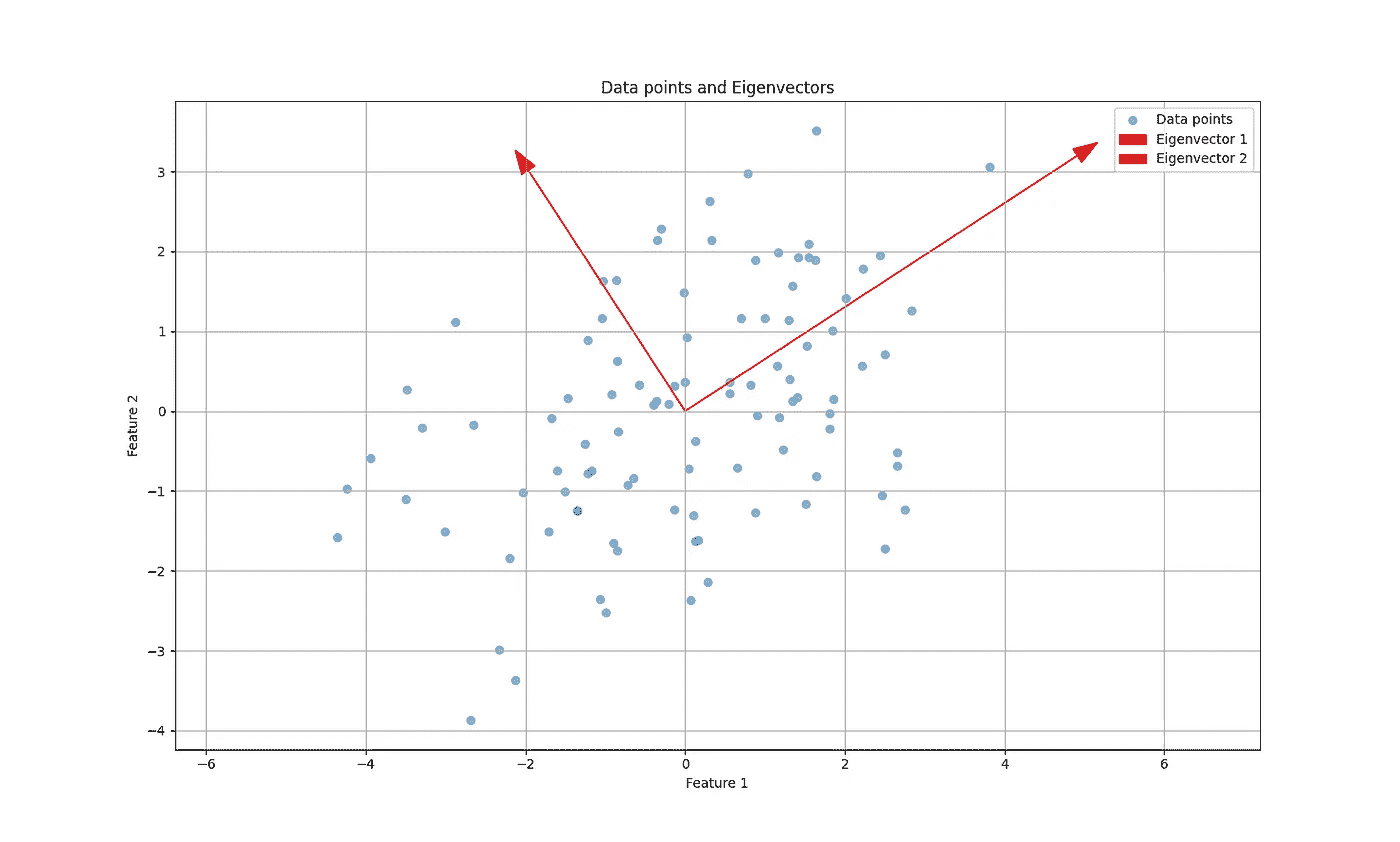 Data points and Eigenvectors
Data points
Eigenvector 1
Eigenvector 2
3
2
1
0
−1
−2
−3
−4
Feature 2
−6 −4 −2 0 2 4 6
Feature 1